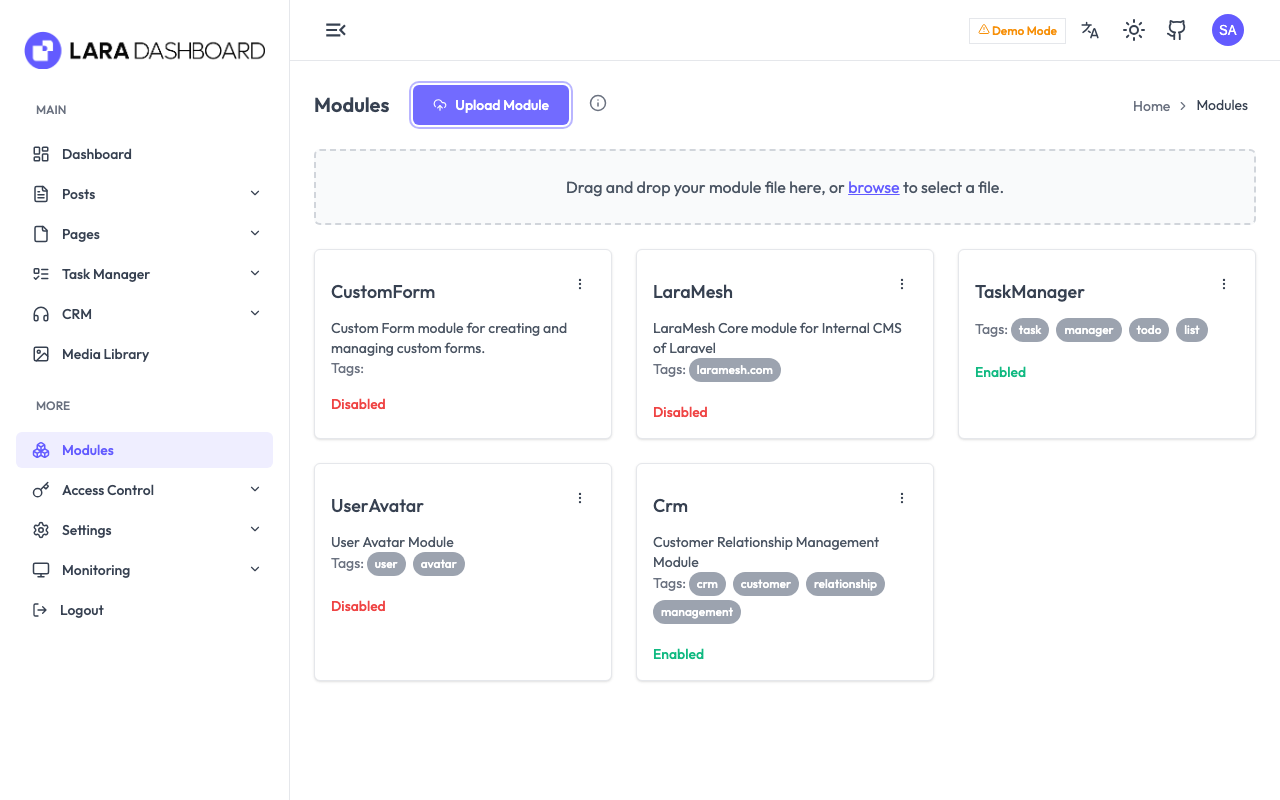 LARA DASHBOARD
MAIN
Dashboard
Posts
Pages
Task Manager
CRM
Media Library
MORE
Modules
Access Control
Settings
Monitoring
Logout
Demo Mode
SA
Modules
Upload Module
Home
Modules
Drag and drop your module file here, or browse to select a file.
CustomForm
Custom Form module for creating and
managing custom forms.
Tags:
Disabled
LaraMesh
LaraMesh Core module for Internal CMS
of Laravel
Tags: laramesh.com
Disabled
TaskManager
Tags: task manager todo list
Enabled
UserAvatar
User Avatar Module
Tags: user avatar
Disabled
Crm
Customer Relationship Management
Module
Tags: crm customer relationship
management
Enabled